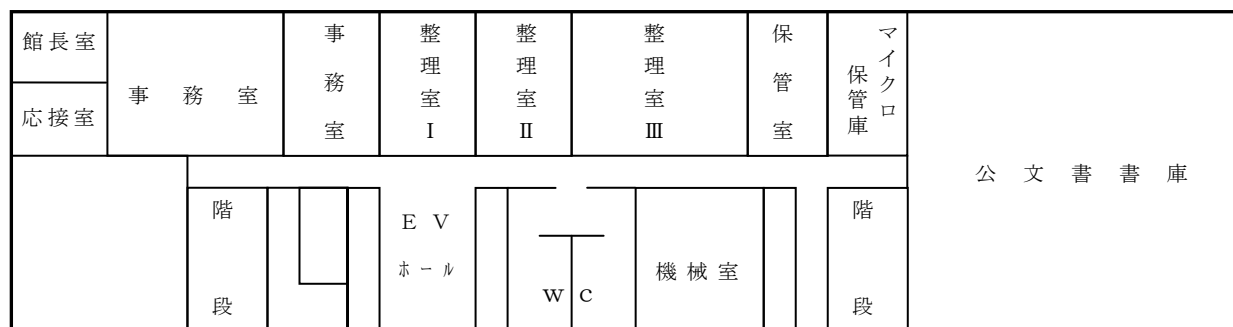 館長室
応接室
事務室
事務室
整理室Ⅰ
整理室Ⅱ
整理室Ⅲ
保管室
マイクロ
保管庫
公文書書庫
階段
EV
ホール
wc
機械室
階段